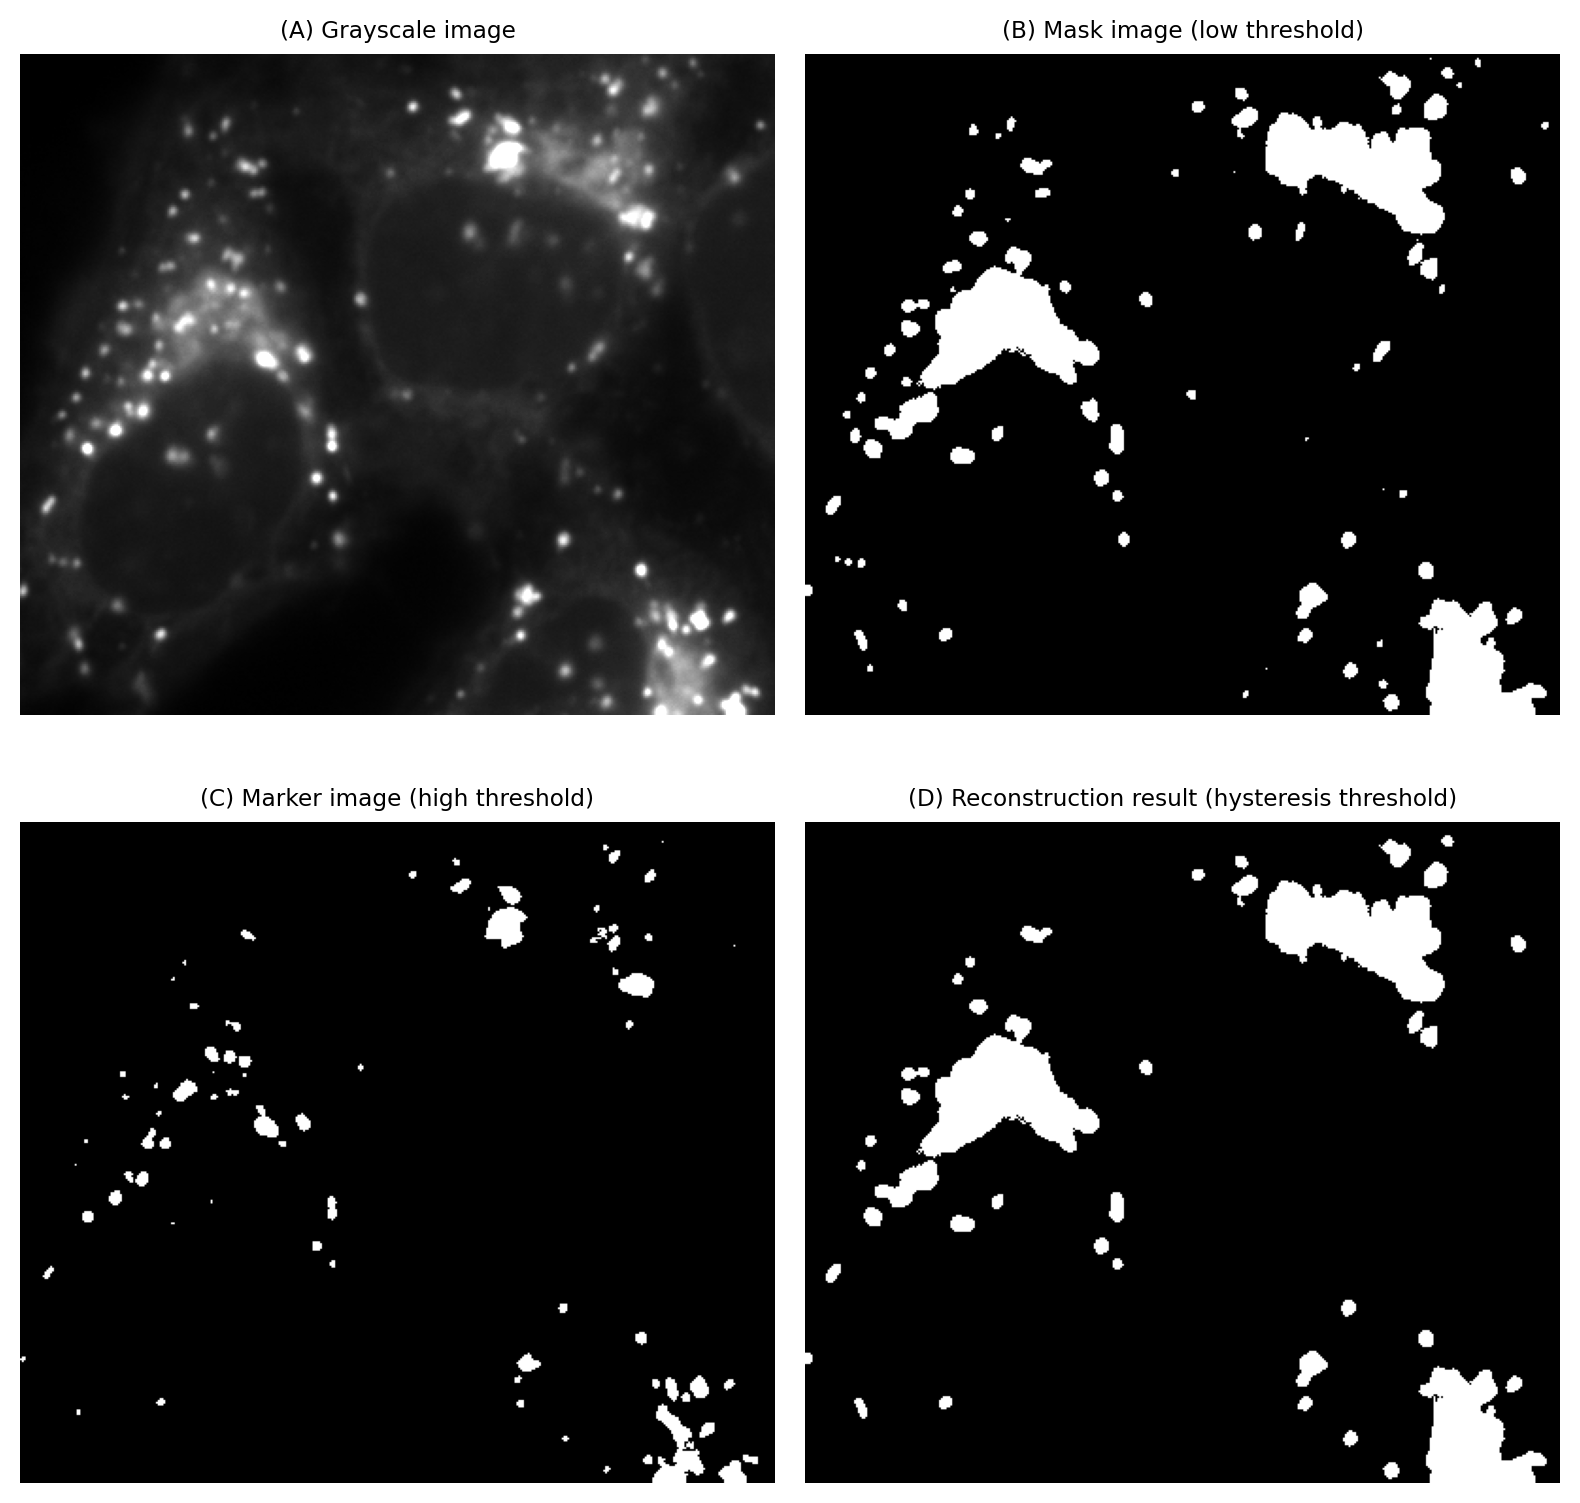 (A) Grayscale image
(B) Mask image (low threshold)
(C) Marker image (high threshold)
(D) Reconstruction result (hysteresis threshold)